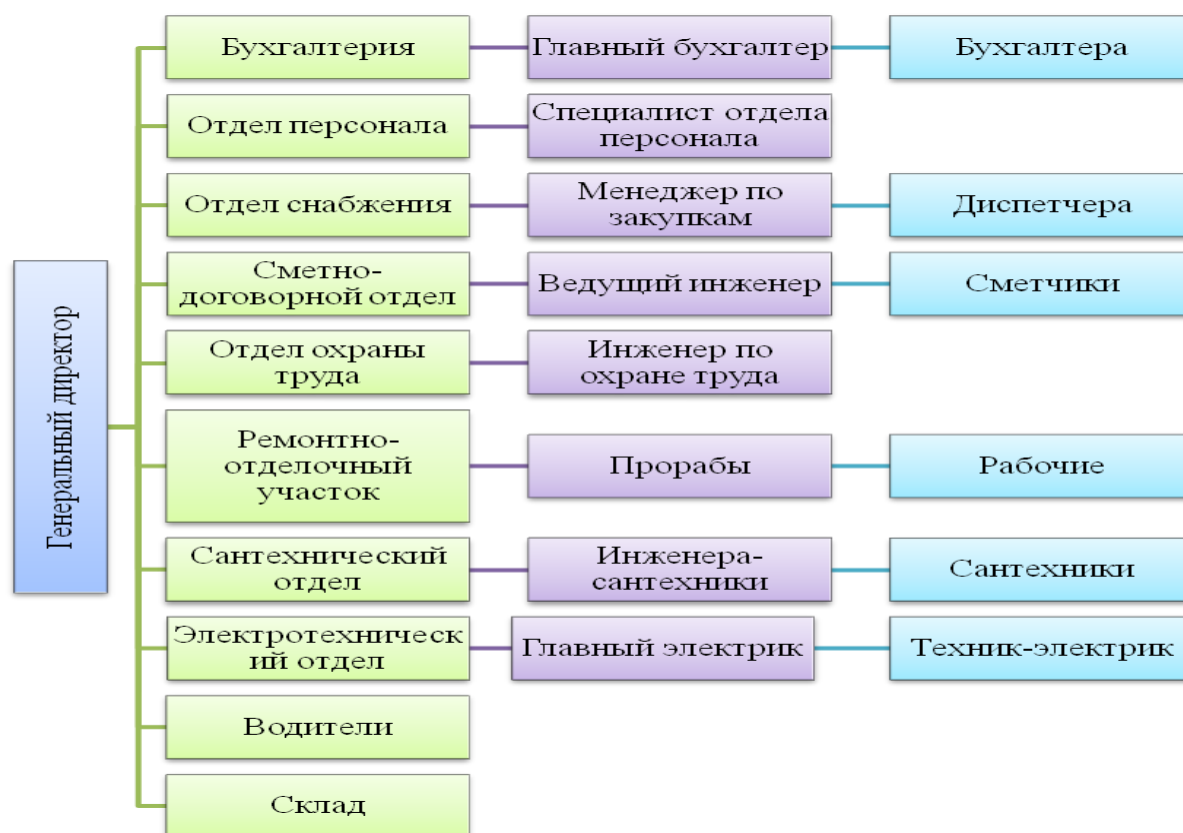 Генеральный директор
Бухгалтерия
Главный бухгалтер
Бухгалтера
Отдел персонала
Специалист отдела
персонала
Отдел снабжения
Менеджер по
закупкам
Диспетчера
Сметно-
договорной отдел
Ведущий инженер
Сметчики
Отдел охраны
труда
Инженер по
охране труда
Ремонтно-
отделочный
участок
Прорабы
Рабочие
Сантехнический
отдел
Инженера-
сантехники
Сантехники
Электротехническ
ий отдел
Главный электрик
Техник-электрик
Водители
Склад